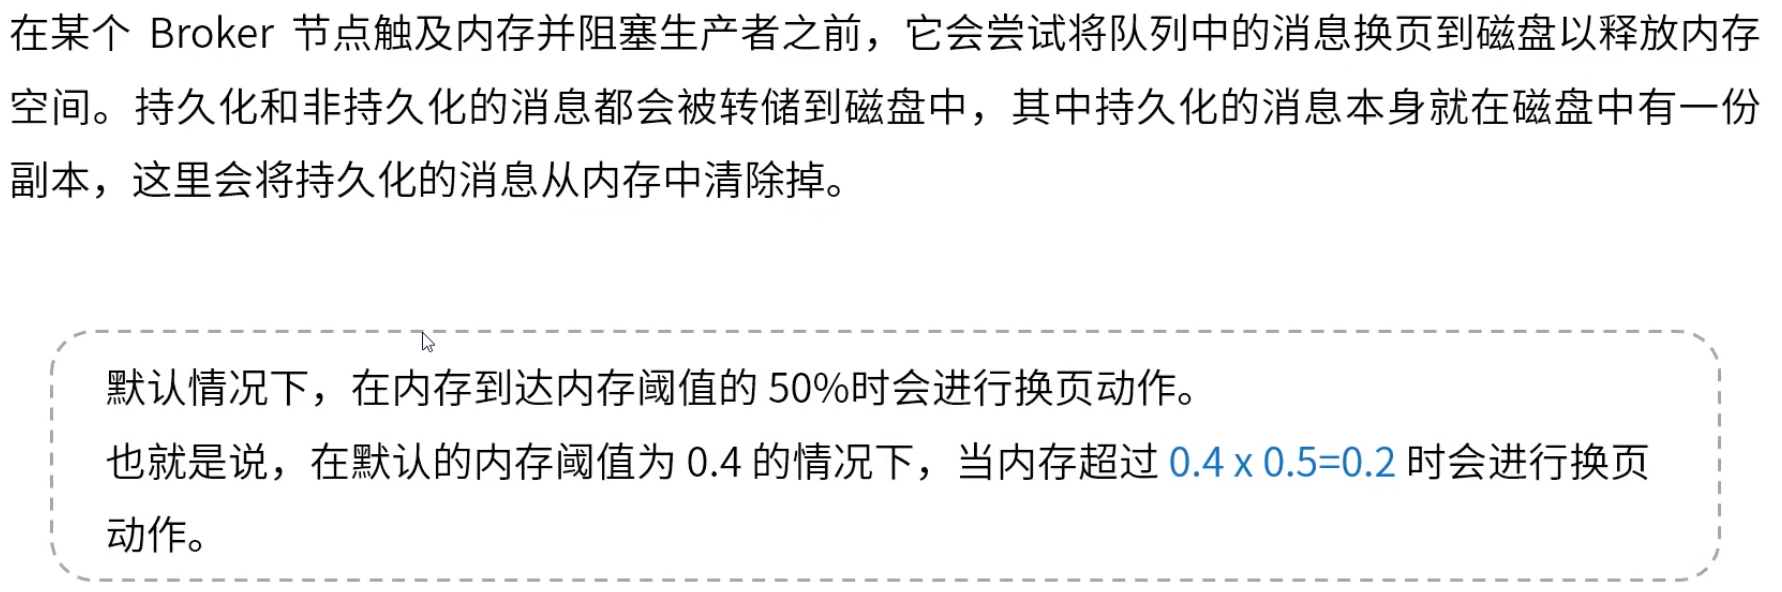 在某个 Broker 节点触及内存并阻塞生产者之前，它会尝试将队列中的消息换页到磁盘以释放内存
空间。持久化和非持久化的消息都会被转储到磁盘中，其中持久化的消息本身就在磁盘中有一份
副本，这里会将持久化的消息从内存中清除掉。
默认情况下，在内存到达内存阈值的 50%时会进行换页动作。
也就是说，在默认的内存阈值为 0.4 的情况下，当内存超过 0.4 x 0.5=0.2 时会进行换页
动作。